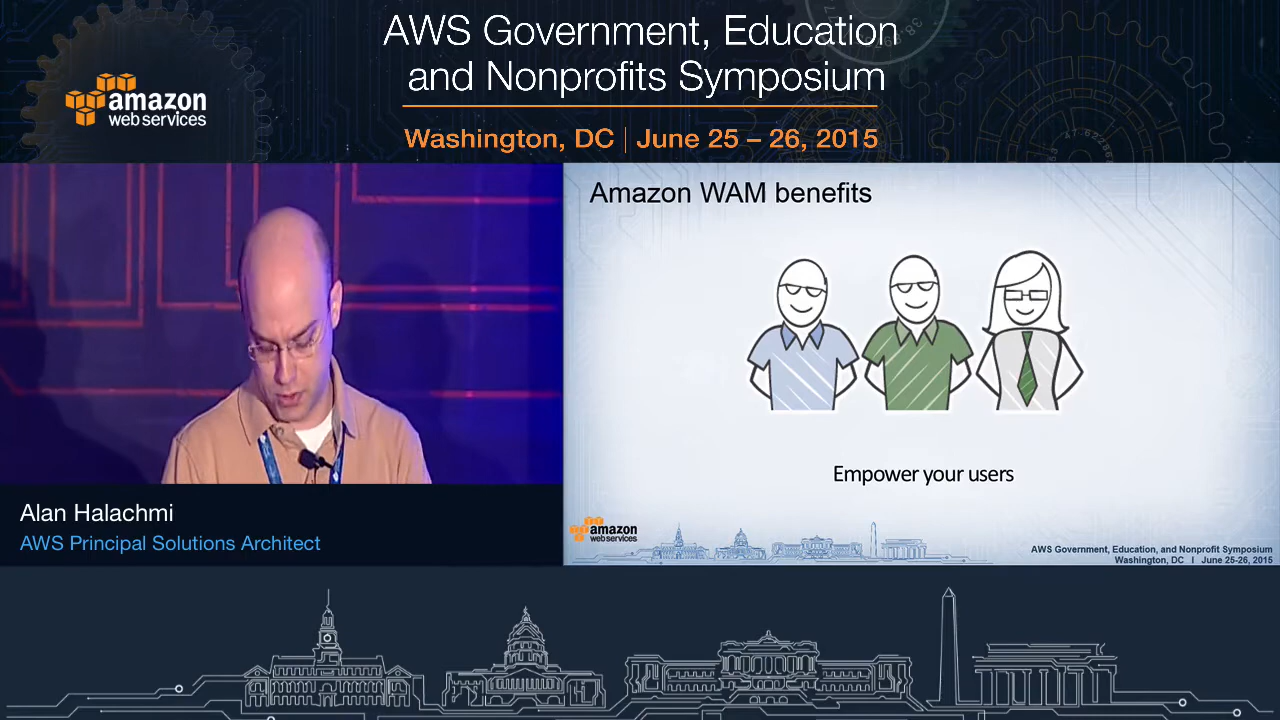 AWS Government, Education
and Nonprofits Symposium
Washington, DC | June 25 – 26, 2015
amazon
web services
Amazon WAM benefits
Empower your users
Alan Halachmi
AWS Principal Solutions Architect
amazon
web services
AWS Government, Education, and Nonprofit Symposium
Washington, DC | June 25-26, 2015